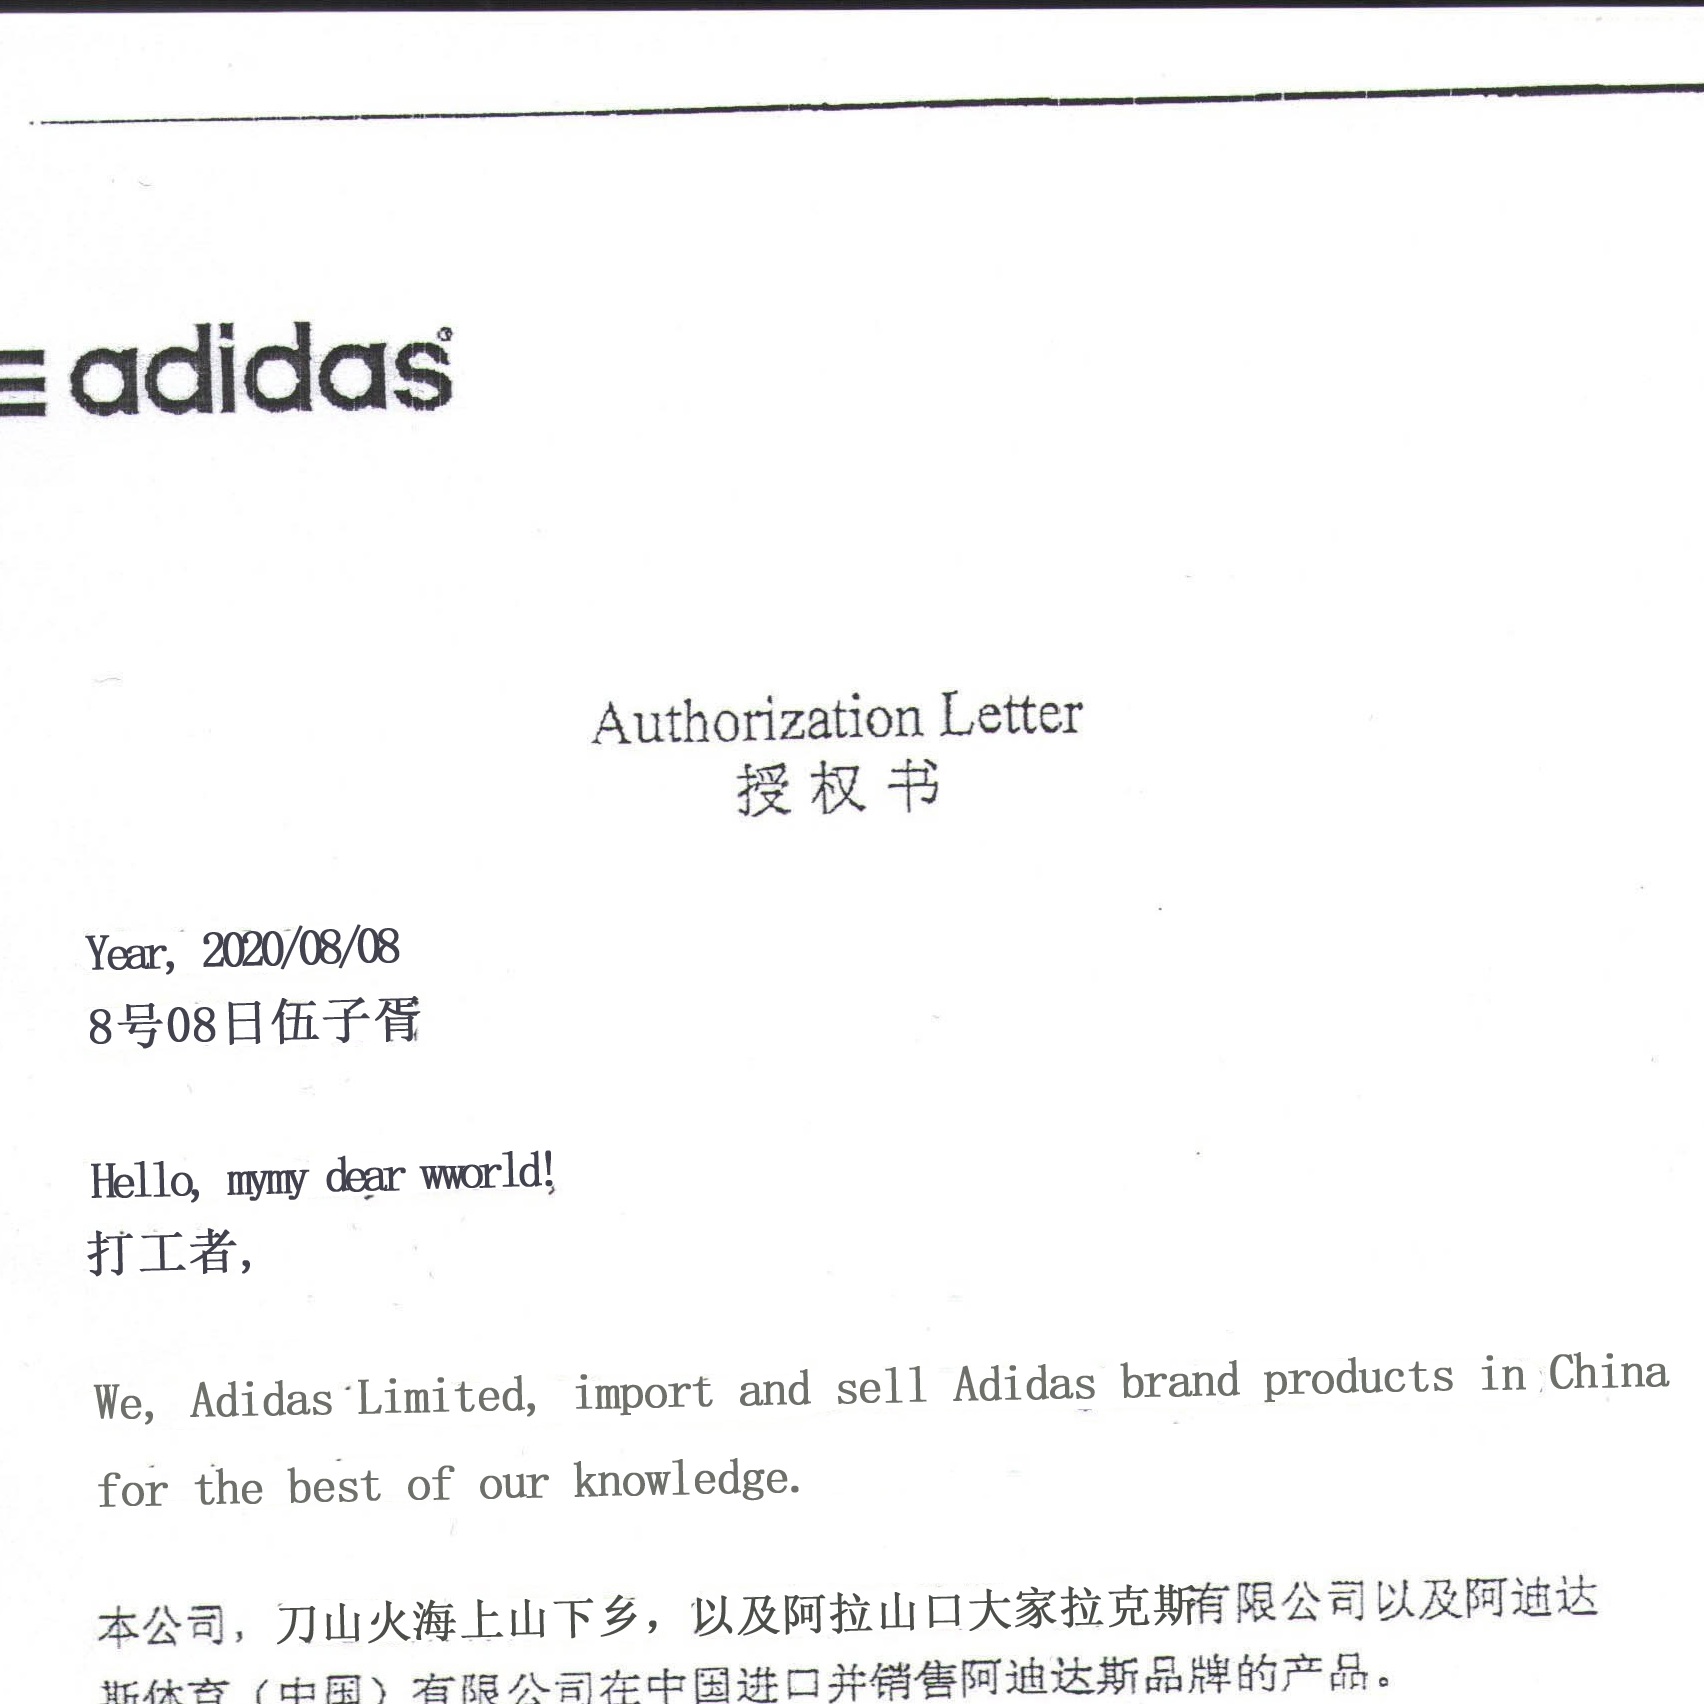 adidas®
Authorization Letter
授权书
Year, 2020/08/08
8号08日伍子胥
Hello, mymy dear wworld!
打工者,
We, Adidas Limited, import and sell Adidas brand products in China
for the best of our knowledge.
本公司, 刀山火海上山下乡，以及阿拉山口大家拉克斯有限公司以及阿迪达
斯体育（中国）有限公司在中国进口并销售阿迪达斯品牌的产品。